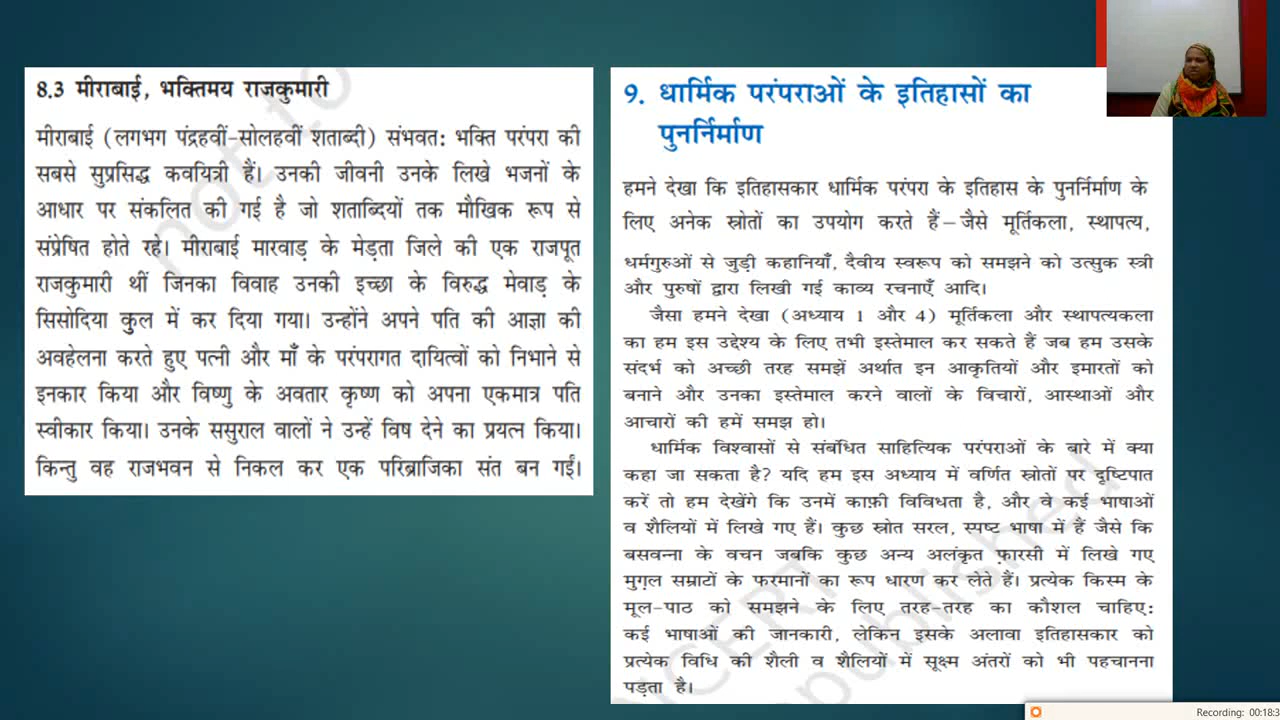 8.3 मीराबाई, भक्तिमय राजकुमारी
मीराबाई (लगभग पंद्रहवीं-सोलहवीं शताब्दी) संभवत: भक्ति परंपरा की
सबसे सुप्रसिद्ध कवयित्री हैं। उनकी जीवनी उनके लिखे भजनों के
आधार पर संकलित की गई है जो शताब्दियों तक मौखिक रूप से
संप्रेषित होते रहे। मीराबाई मारवाड़ के मेड़ता जिले की एक राजपूत
राजकुमारी थीं जिनका विवाह उनकी इच्छा के विरुद्ध मेवाड़ के
सिसोदिया कुल में कर दिया गया। उन्होंने अपने पति की आज्ञा की
अवहेलना करते हुए पत्नी और माँ के परंपरागत दायित्वों को निभाने से
इनकार किया और विष्णु के अवतार कृष्ण को अपना एकमात्र पति
स्वीकार किया। उनके ससुराल वालों ने उन्हें विष देने का प्रयत्न किया।
किन्तु वह राजभवन से निकल कर एक परिब्राजिका संत बन गईं।
9. धार्मिक परंपराओं के इतिहासों का
पुनर्निर्माण
हमने देखा कि इतिहासकार धार्मिक परंपरा के इतिहास के पुनर्निर्माण के
लिए अनेक स्रोतों का उपयोग करते हैं – जैसे मूर्तिकला, स्थापत्य,
धर्मगुरुओं से जुड़ी कहानियाँ, दैवीय स्वरूप को समझने को उत्सुक स्त्री
और पुरुषों द्वारा लिखी गई काव्य रचनाएँ आदि।
जैसा हमने देखा (अध्याय 1 और 4) मूर्तिकला और स्थापत्यकला
का हम इस उद्देश्य के लिए तभी इस्तेमाल कर सकते हैं जब हम उसके
संदर्भ को अच्छी तरह समझें अर्थात इन आकृतियों और इमारतों को
बनाने और उनका इस्तेमाल करने वालों के विचारों, आस्थाओं और
आचारों की हमें समझ हो।
धार्मिक विश्वासों से संबंधित साहित्यिक परंपराओं के बारे में क्या
कहा जा सकता है? यदि हम इस अध्याय में वर्णित स्रोतों पर दृष्टिपात
करें तो हम देखेंगे कि उनमें काफ़ी विविधता है, और वे कई भाषाओं
व शैलियों में लिखे गए हैं। कुछ स्रोत सरल, स्पष्ट भाषा में हैं जैसे कि
बसवन्ना के वचन जबकि कुछ अन्य अलंकृत फ़ारसी में लिखे गए
मुग़ल सम्राटों के फरमानों का रूप धारण कर लेते हैं। प्रत्येक किस्म के
मूल-पाठ को समझने के लिए तरह-तरह का कौशल चाहिए:
कई भाषाओं की जानकारी, लेकिन इसके अलावा इतिहासकार को
प्रत्येक विधि की शैली व शैलियों में सूक्ष्म अंतरों को भी पहचानना
पड़ता है।
not to
NCERT
published
Recording: 00:18:3